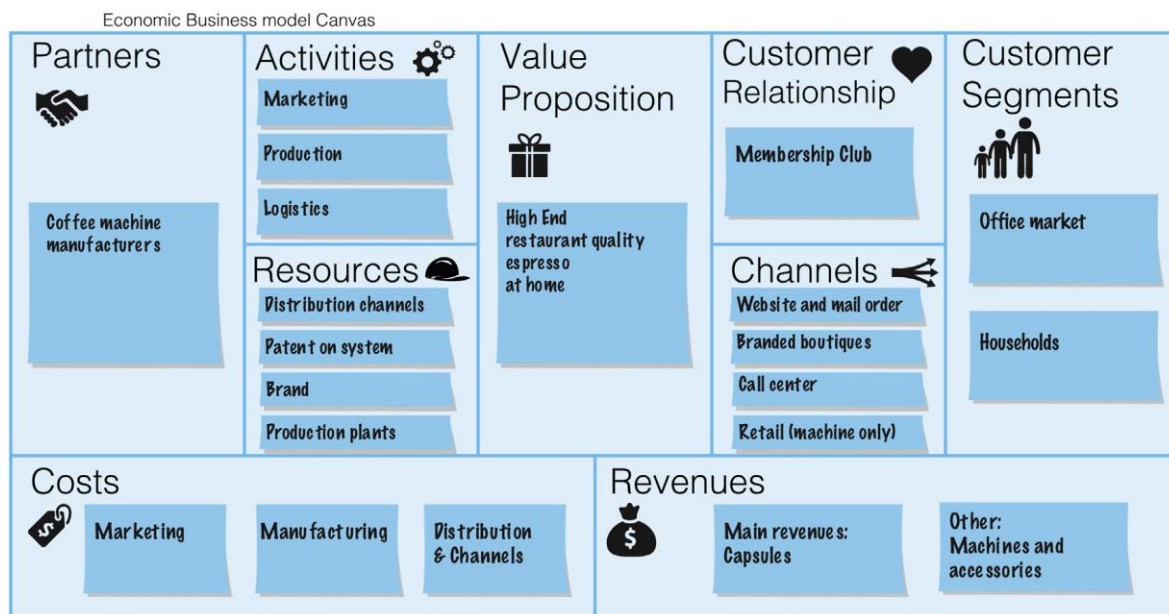 Economic Business model Canvas
Partners
Coffee machine
manufacturers
Activities
Marketing
Production
Logistics
Resources
Distribution channels
Patent on system
Brand
Production plants
Value
Proposition
High End
restaurant quality
espresso
at home
Customer
Relationship
Membership Club
Channels
Website and mail order
Branded boutiques
Call center
Retail (machine only)
Customer
Segments
Office market
Households
Costs
$
Marketing
Manufacturing
Distribution
& Channels
Revenues
$
Main revenues:
Capsules
Other:
Machines and
accessories